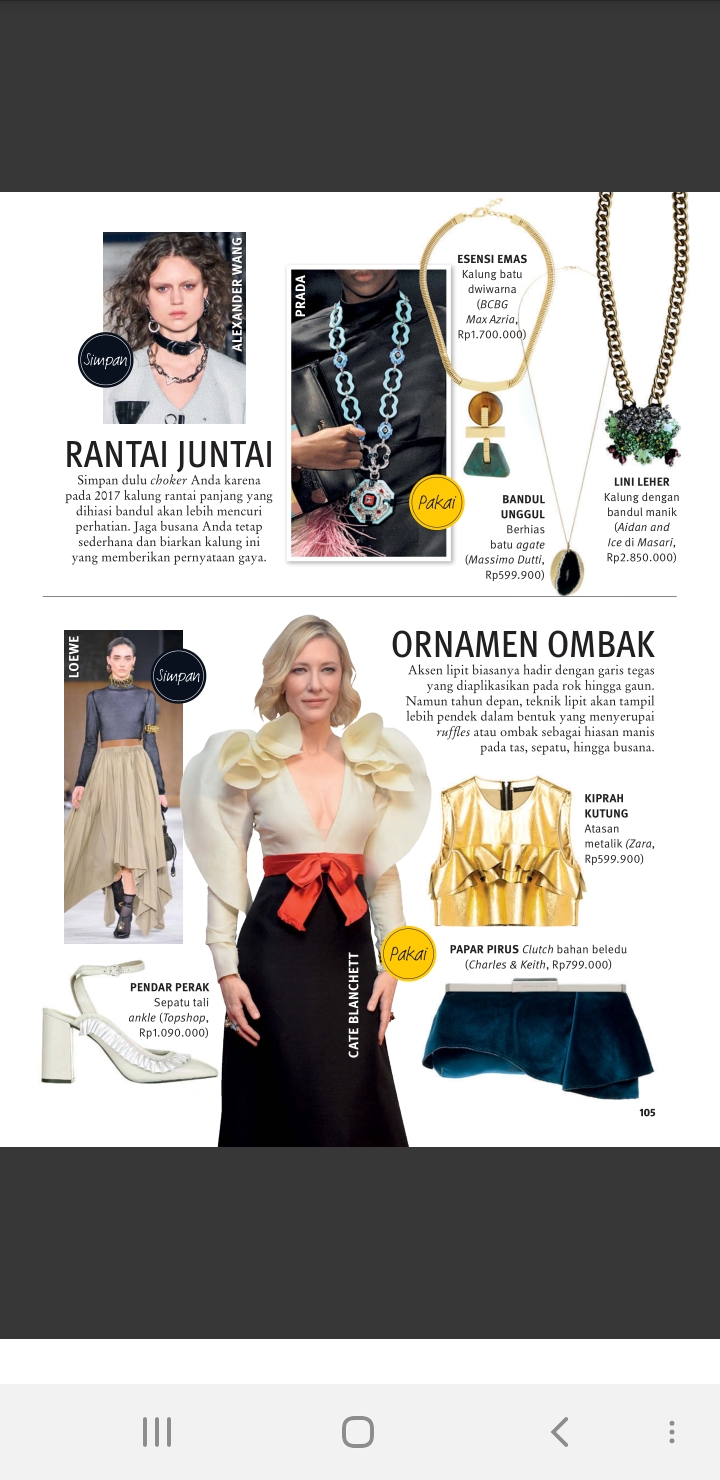 ALEXANDER WANG
Simpan
RANTAI JUNTAI
Simpan dulu choker Anda karena
pada 2017 kalung rantai panjang yang
dihiasi bandul akan lebih mencuri
perhatian. Jaga busana Anda tetap
sederhana dan biarkan kalung ini
yang memberikan pernyataan gaya.
PRADA
Pakai
ESENSI EMAS
Kalung batu
dwiwarna
(BCBG
Max Azria,
Rp1.700.000)
BANDUL
UNGGUL
Berhias
batu agate
(Massimo Dutti,
Rp599.900)
LINI LEHER
Kalung dengan
bandul manik
(Aidan and
Ice di Masari,
Rp2.850.000)
LOEWE
Simpan
ORNAMEN OMBAK
Aksen lipit biasanya hadir dengan garis tegas
yang diaplikasikan pada rok hingga gaun.
Namun tahun depan, teknik lipit akan tampil
lebih pendek dalam bentuk yang menyerupai
ruffles atau ombak sebagai hiasan manis
pada tas, sepatu, hingga busana.
KIPRAH
KUTUNG
Atasan
metalik (Zara,
Rp599.900)
Pakai
PAPAR PIRUS Clutch bahan beledu
(Charles & Keith, Rp799.000)
PENDAR PERAK
Sepatu tali
ankle (Topshop,
Rp1.090.000)
CATE BLANCHETT
105